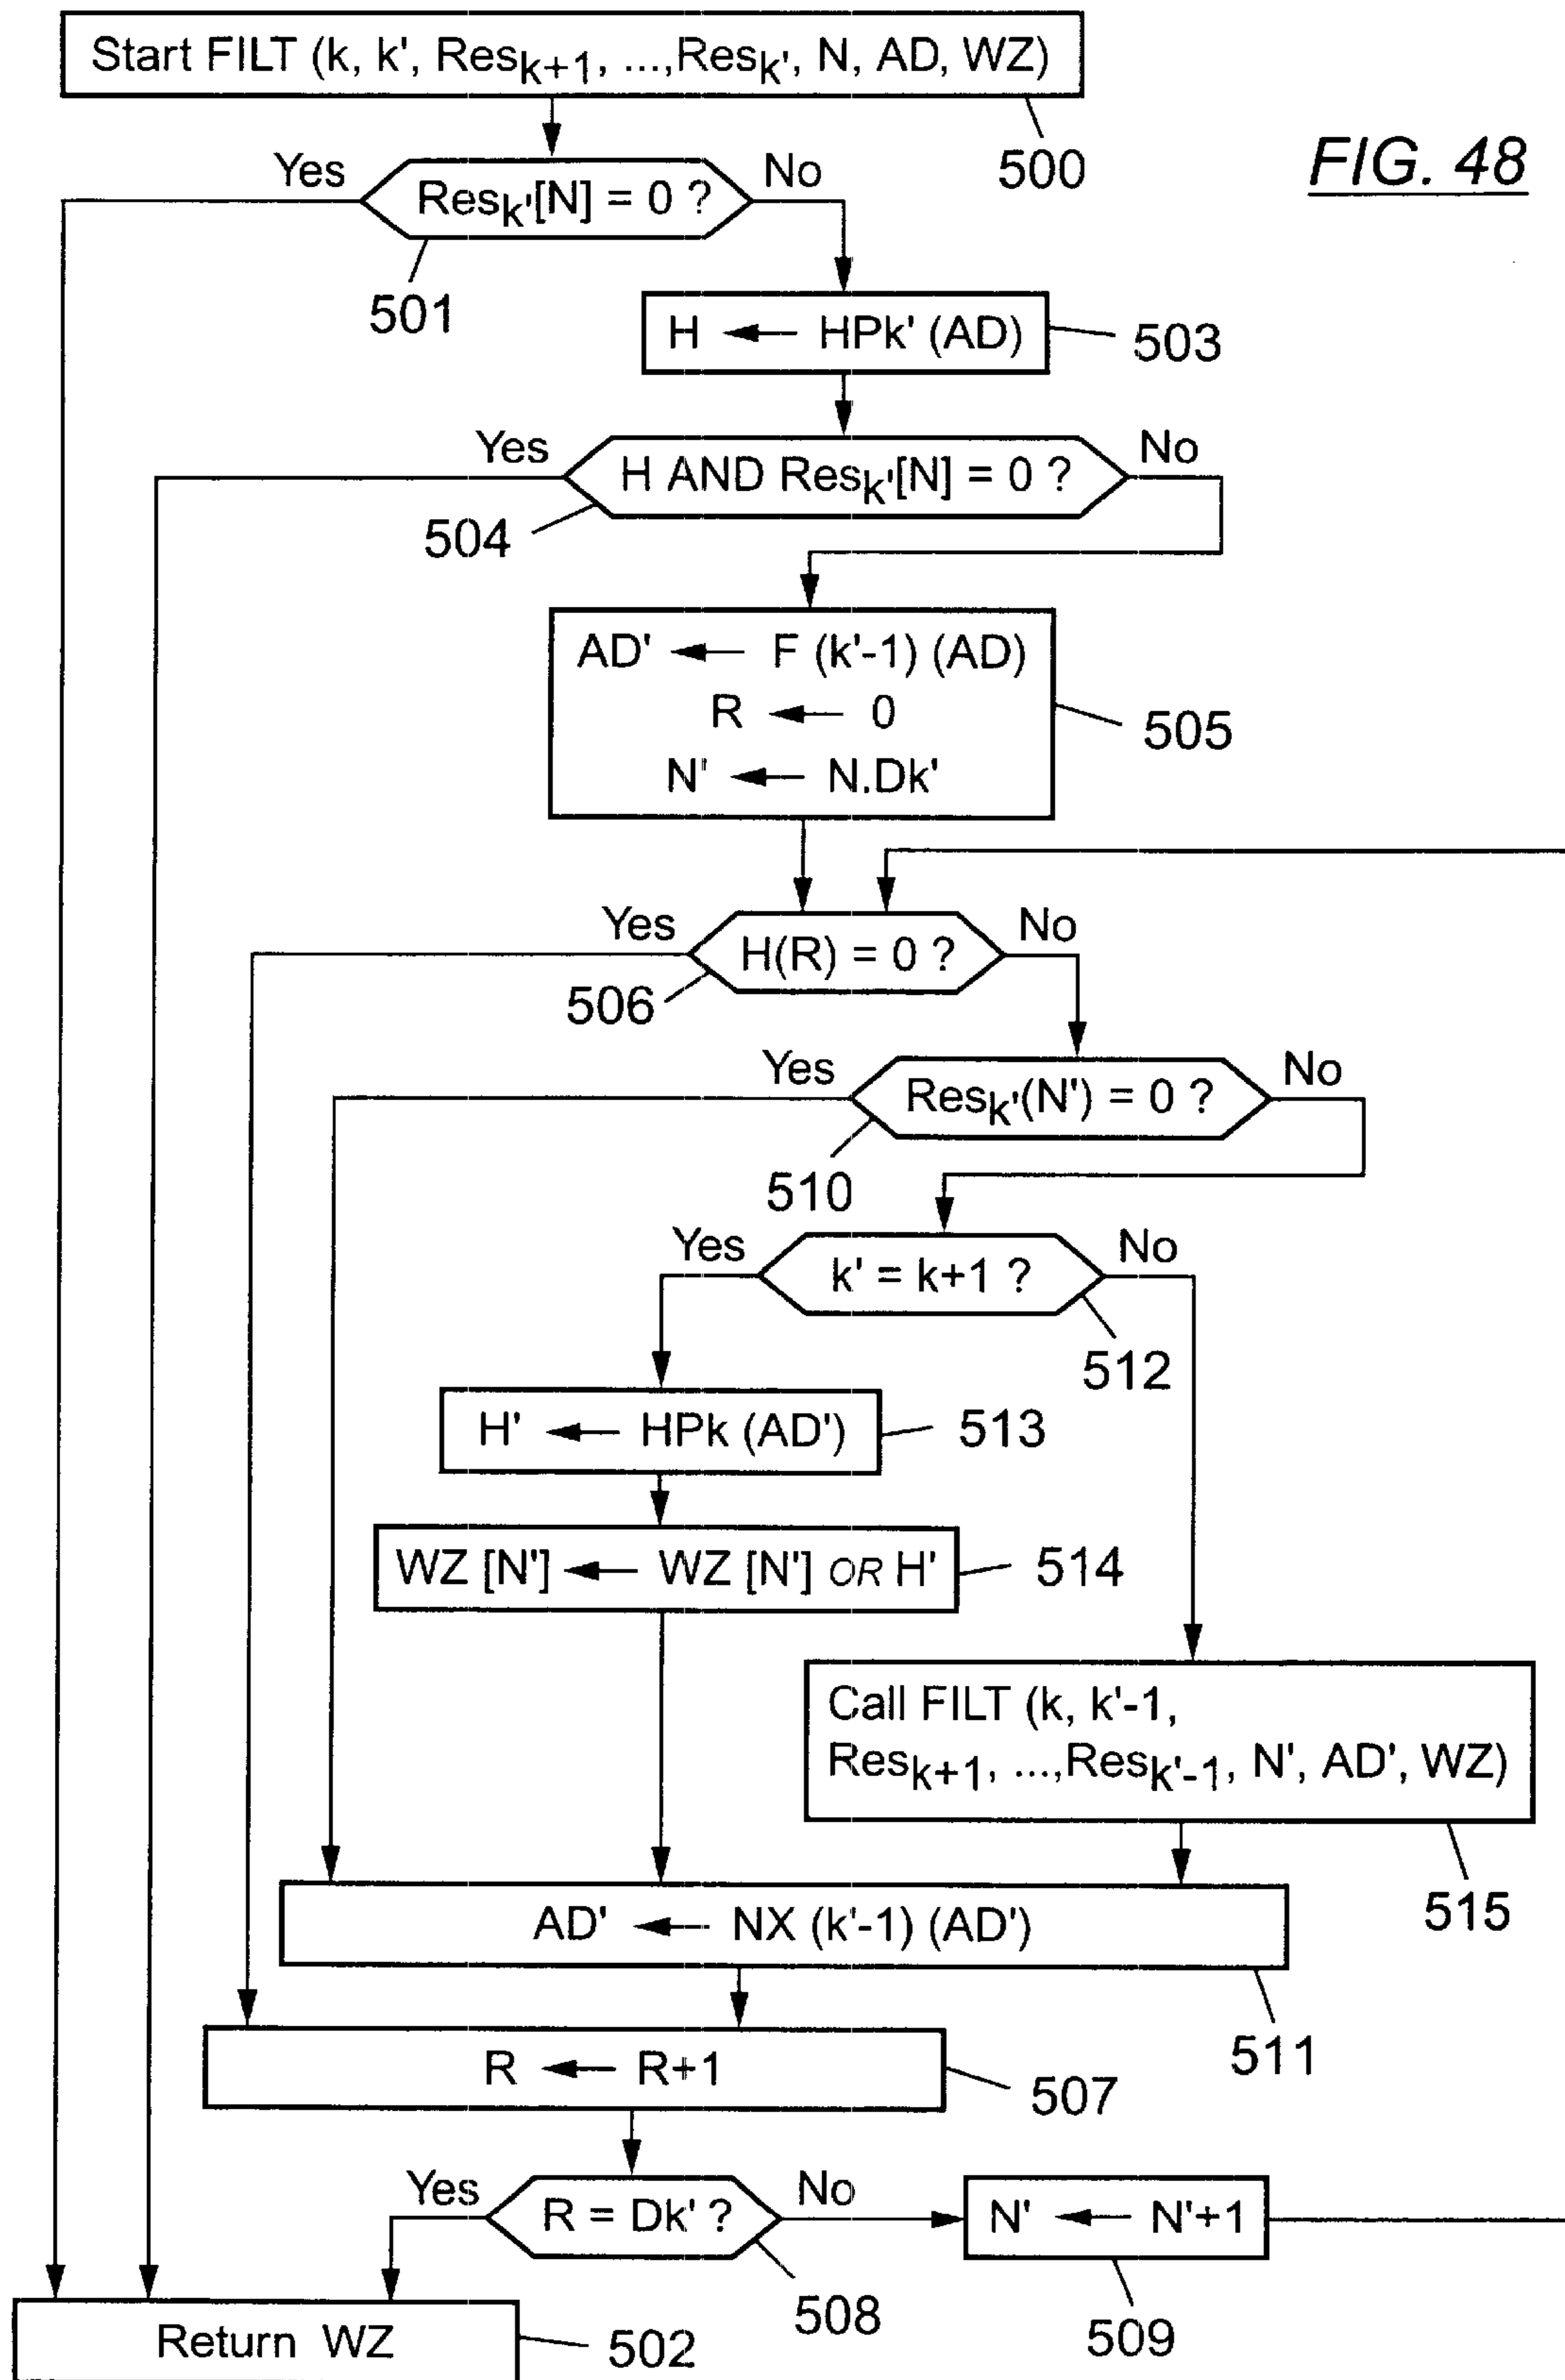 Start FILT (k, k', Resk+1, ...,Resk', N, AD, WZ)
500
FIG. 48
Yes
Resk'[N] = 0 ?
No
501
H ← HPk' (AD)
503
Yes
H AND Resk'[N] = 0 ?
No
504
AD' ← F (k'-1) (AD)
R ← 0
N' ← N.Dk'
505
Yes
H(R) = 0 ?
No
506
Yes
Resk'(N') = 0 ?
No
510
Yes
k' = k+1 ?
No
512
H' ← HPk (AD')
513
WZ [N'] ← WZ [N'] OR H'
514
Call FILT (k, k'-1,
Resk+1, ...,Resk'-1, N', AD', WZ)
515
AD' ← NX (k'-1) (AD')
511
R ← R+1
507
Yes
R = Dk' ?
No
508
N' ← N'+1
509
Return WZ
502